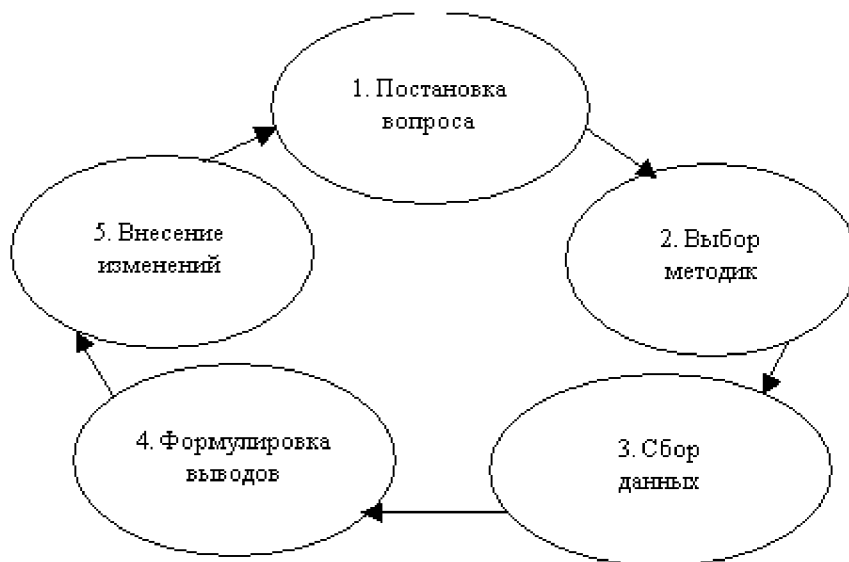 1. Постановка
вопроса
2. Выбор
методик
3. Сбор
данных
4. Формулировка
выводов
5. Внесение
изменений